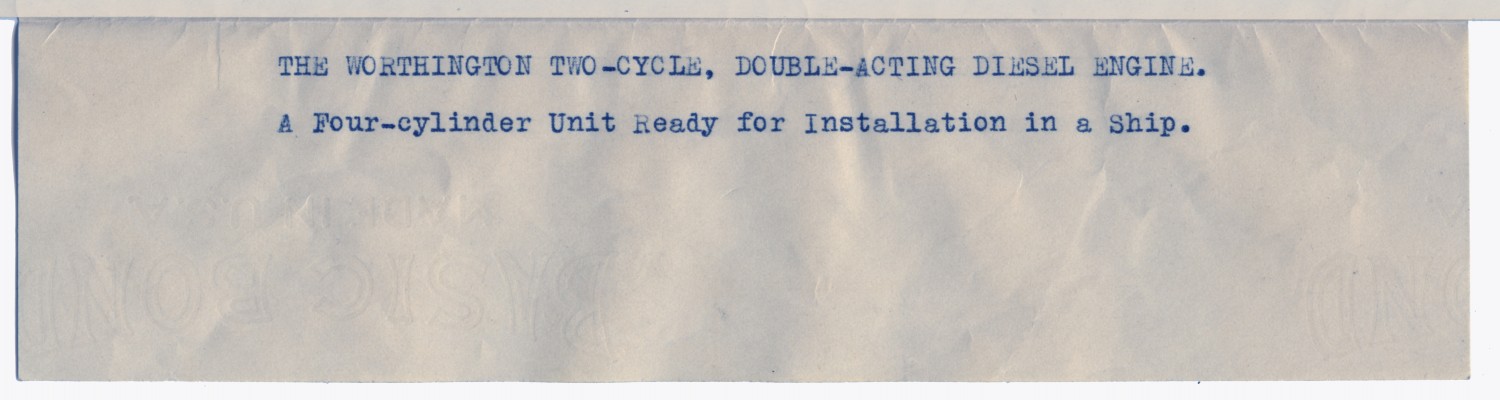 THE WORTHINGTON TWO-CYCLE, DOUBLE-ACTING DIESEL ENGINE.
A Four-cylinder Unit Ready for Installation in a Ship.